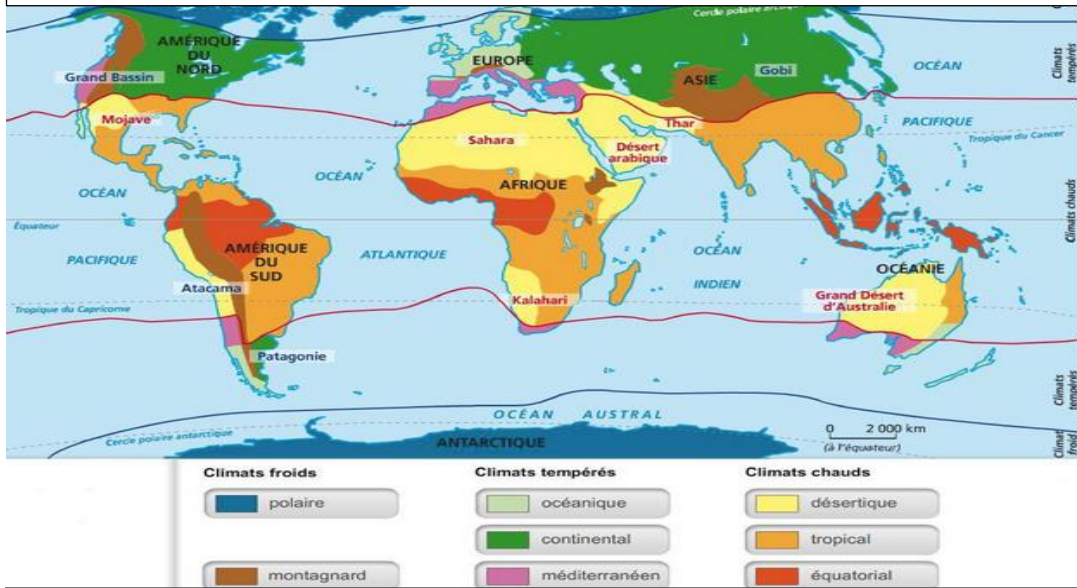 Cercle polaire arctique
AMÉRIQUE
DU
NORD
Grand Bassin
Mojave
EUROPE
ASIE
Gobi
OCÉAN
PACIFIQUE
Tropique du Cancer
Thar
Sahara
Désert
arabique
OCÉAN
OCÉAN
AFRIQUE
Équateur
PACIFIQUE
AMÉRIQUE
DU
SUD
ATLANTIQUE
OCÉAN
INDIEN
OCÉANIE
Atacama
Kalahari
Grand Désert
d'Australie
Tropique du Capricorne
Patagonie
OCÉAN AUSTRAL
Cercle polaire antarctique
ANTARCTIQUE
0 2 000 km
(à l'équateur)
Climats
tempérés
Climats chauds
Climats
tempérés
Climats
froids
Climats froids
polaire
montagnard
Climats tempérés
océanique
continental
méditerranéen
Climats chauds
désertique
tropical
équatorial